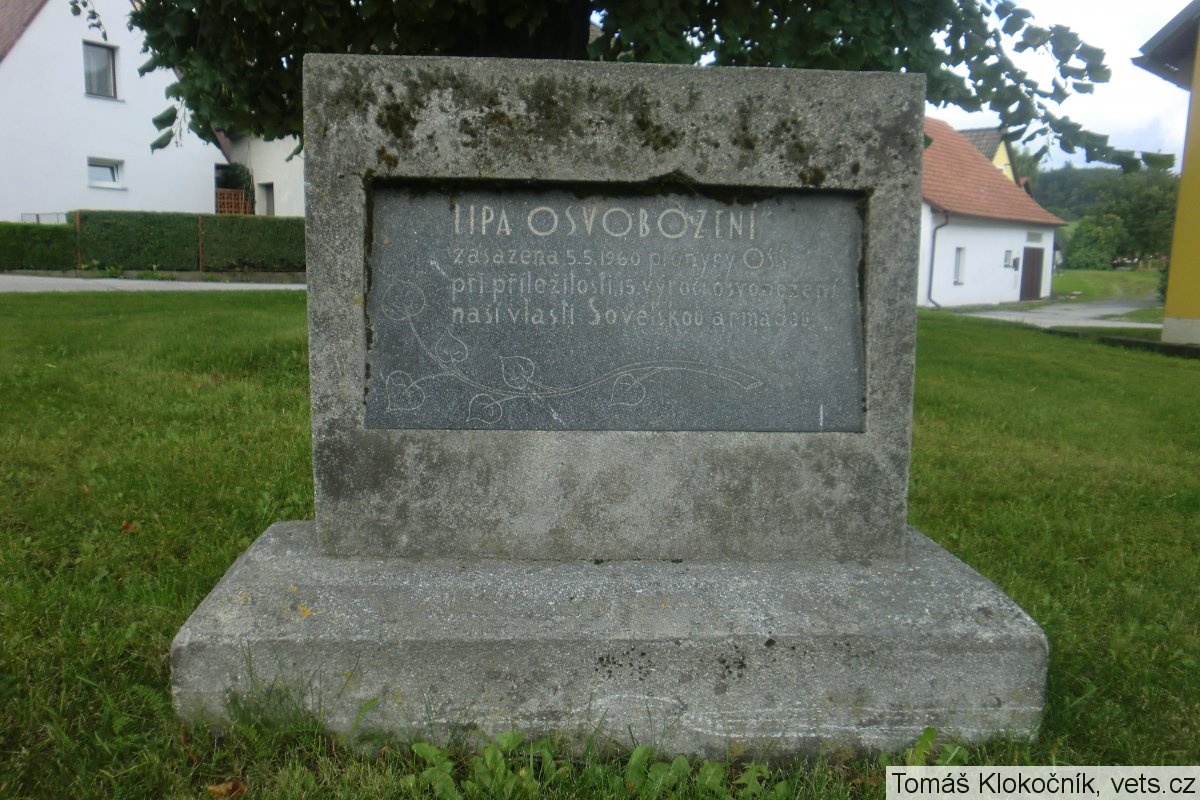 LIPA OSVOBOZENÍ
zasazena 5.5.1960 pionýry OSŠ
při příležitosti 15.výročí osvobození
naší vlasti Sovětskou armádou
Tomáš Klokočník, vets.cz